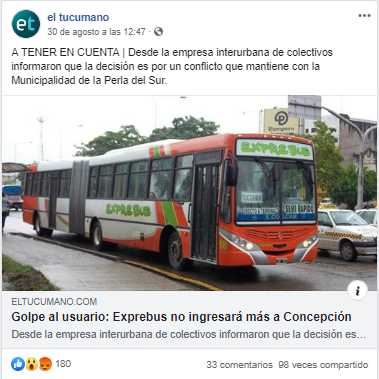 et
el tucumano
30 de agosto a las 12:47 ·
A TENER EN CUENTA | Desde la empresa interurbana de colectivos
informaron que la decisión es por un conflicto que mantiene con la
Municipalidad de la Perla del Sur.
EXPREBUS
EXPREBUS
SEMI RAPIDO
ELTUCUMANO.COM
Golpe al usuario: Exprebus no ingresará más a Concepción
Desde la empresa interurbana de colectivos informaron que la decisión es...
180
33 comentarios 98 veces compartido